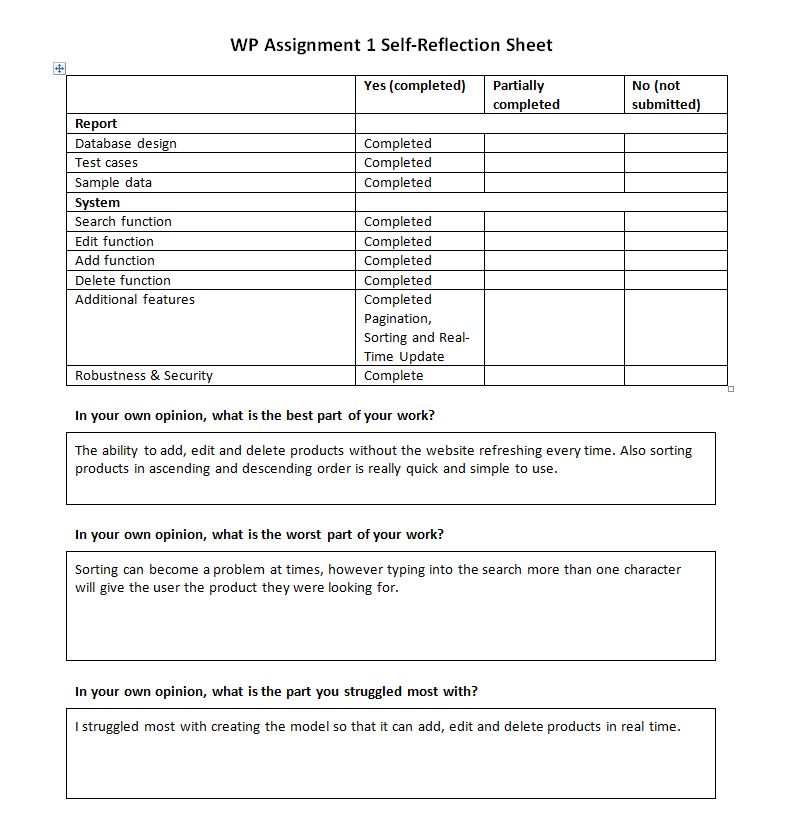 WP Assignment 1 Self-Reflection Sheet
Yes (completed) Partially completed No (not submitted)
Report
Database design Completed
Test cases Completed
Sample data Completed
System
Search function Completed
Edit function Completed
Add function Completed
Delete function Completed
Additional features Completed
Pagination,
Sorting and Real-
Time Update
Robustness & Security Complete
In your own opinion, what is the best part of your work?
The ability to add, edit and delete products without the website refreshing every time. Also sorting
products in ascending and descending order is really quick and simple to use.
In your own opinion, what is the worst part of your work?
Sorting can become a problem at times, however typing into the search more than one character
will give the user the product they were looking for.
In your own opinion, what is the part you struggled most with?
I struggled most with creating the model so that it can add, edit and delete products in real time.